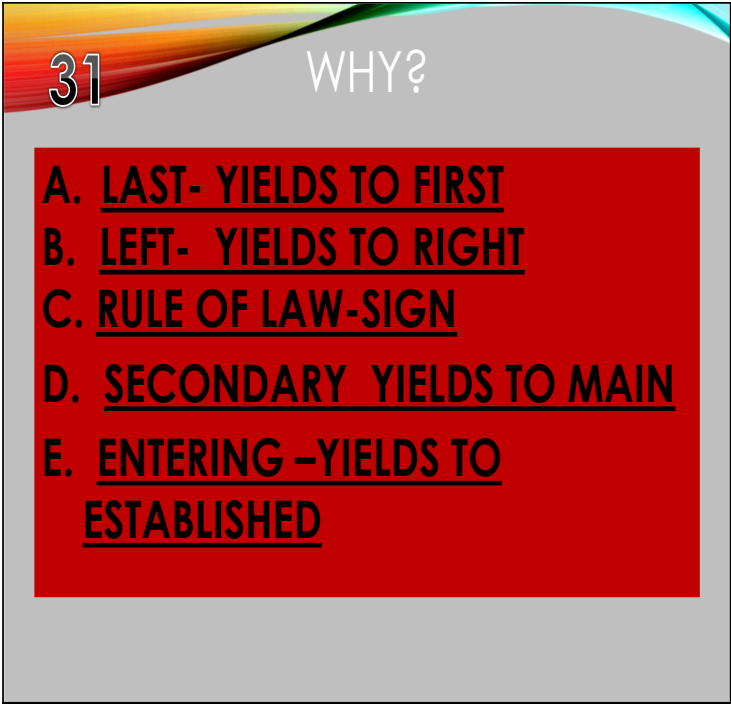 31
WHY?
A. LAST- YIELDS TO FIRST
B. LEFT- YIELDS TO RIGHT
C. RULE OF LAW-SIGN
D. SECONDARY YIELDS TO MAIN
E. ENTERING –YIELDS TO
ESTABLISHED